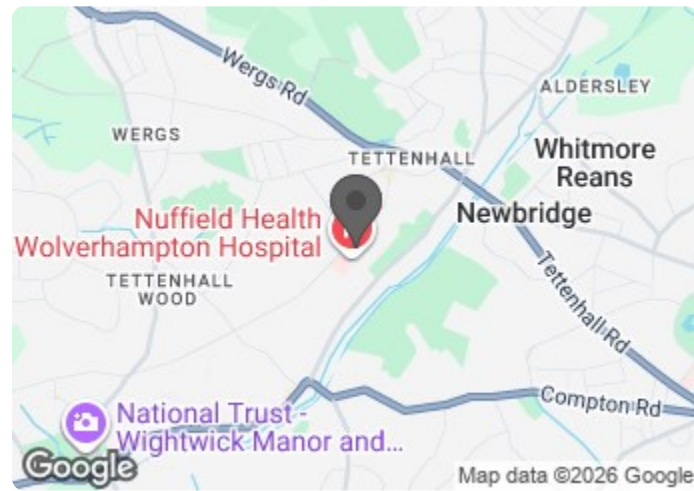 Wergs Rd
ALDERSLEY
WERGS
TETTENHALL
Whitmore
Reans
Nuffield Health
Wolverhampton Hospital
Newbridge
TETTENHALL
WOOD
Tettenhall Rd
Compton Rd
National Trust -
Wightwick Manor and...
Google
Map data ©2026 Google